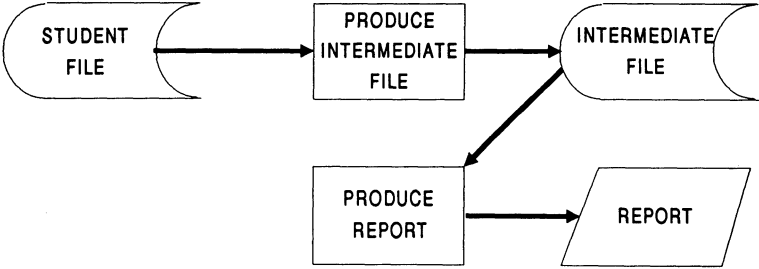 STUDENT
FILE
PRODUCE
INTERMEDIATE
FILE
INTERMEDIATE
FILE
PRODUCE
REPORT
REPORT